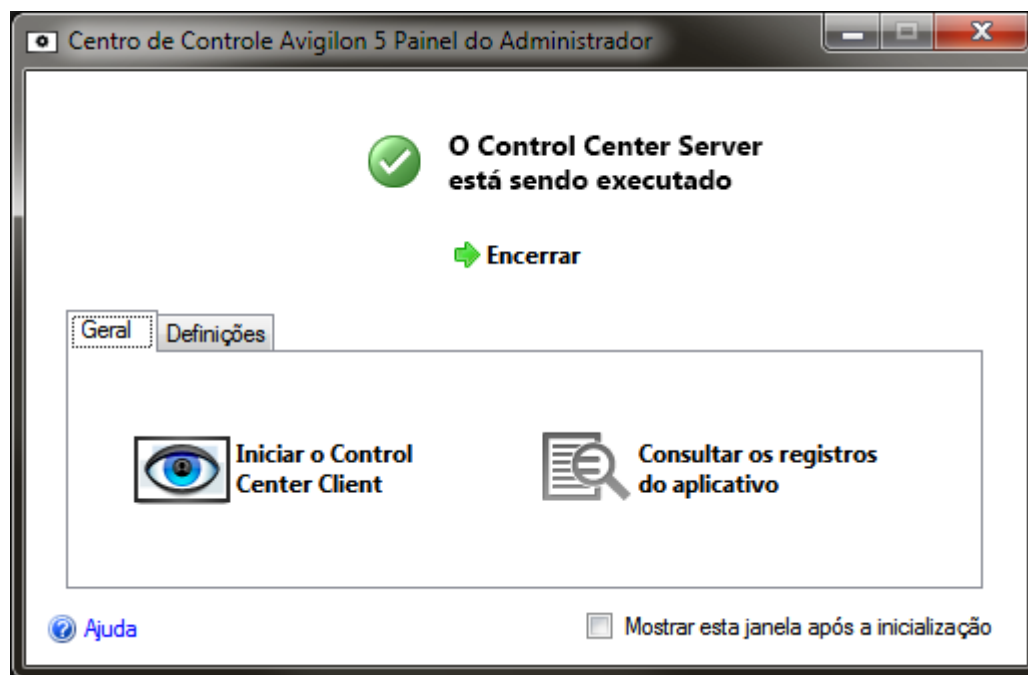 Centro de Controle Avigilon 5 Painel do Administrador
O Control Center Server
está sendo executado
Encerrar
Geral
Definições
Iniciar o Control
Center Client
Consultar os registros
do aplicativo
Ajuda
Mostrar esta janela após a inicialização